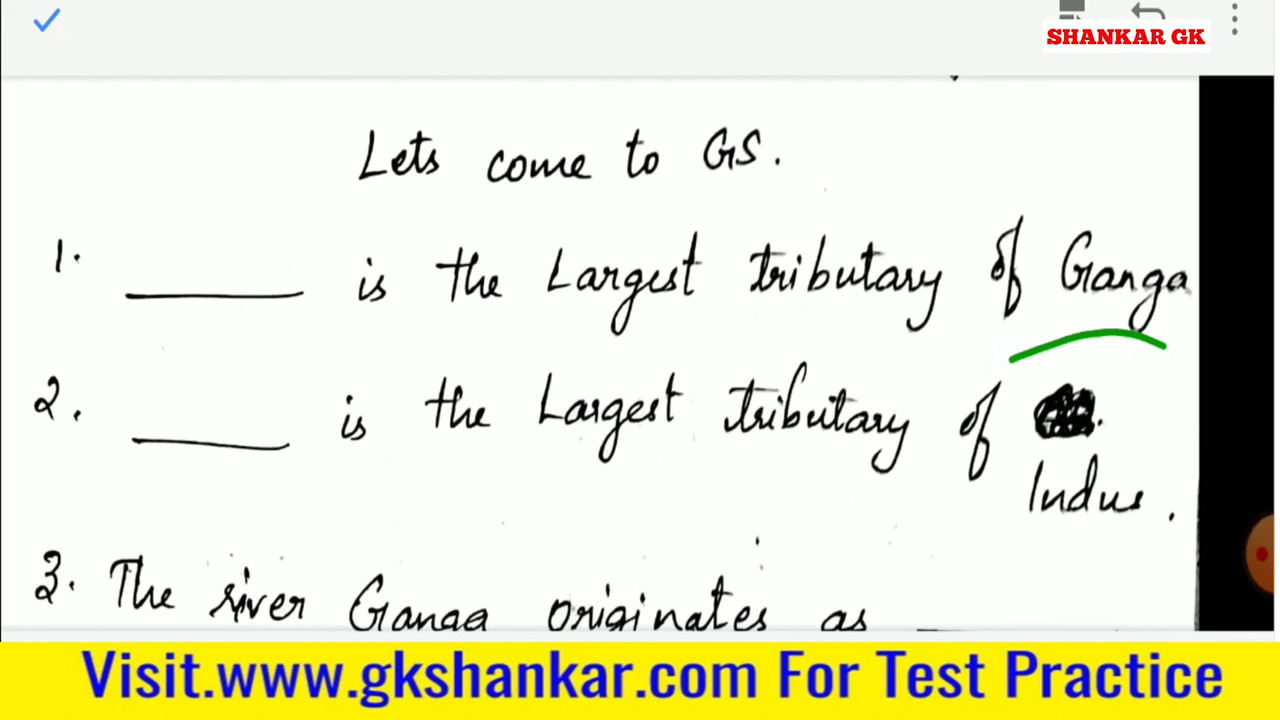 SHANKAR GK
Lets come to GS.
1. ______ is the Largest tributary of Ganga
2. ______ is the Largest tributary of
Indus.
3. The river Ganga originates as ______
Visit.www.gkshankar.com For Test Practice